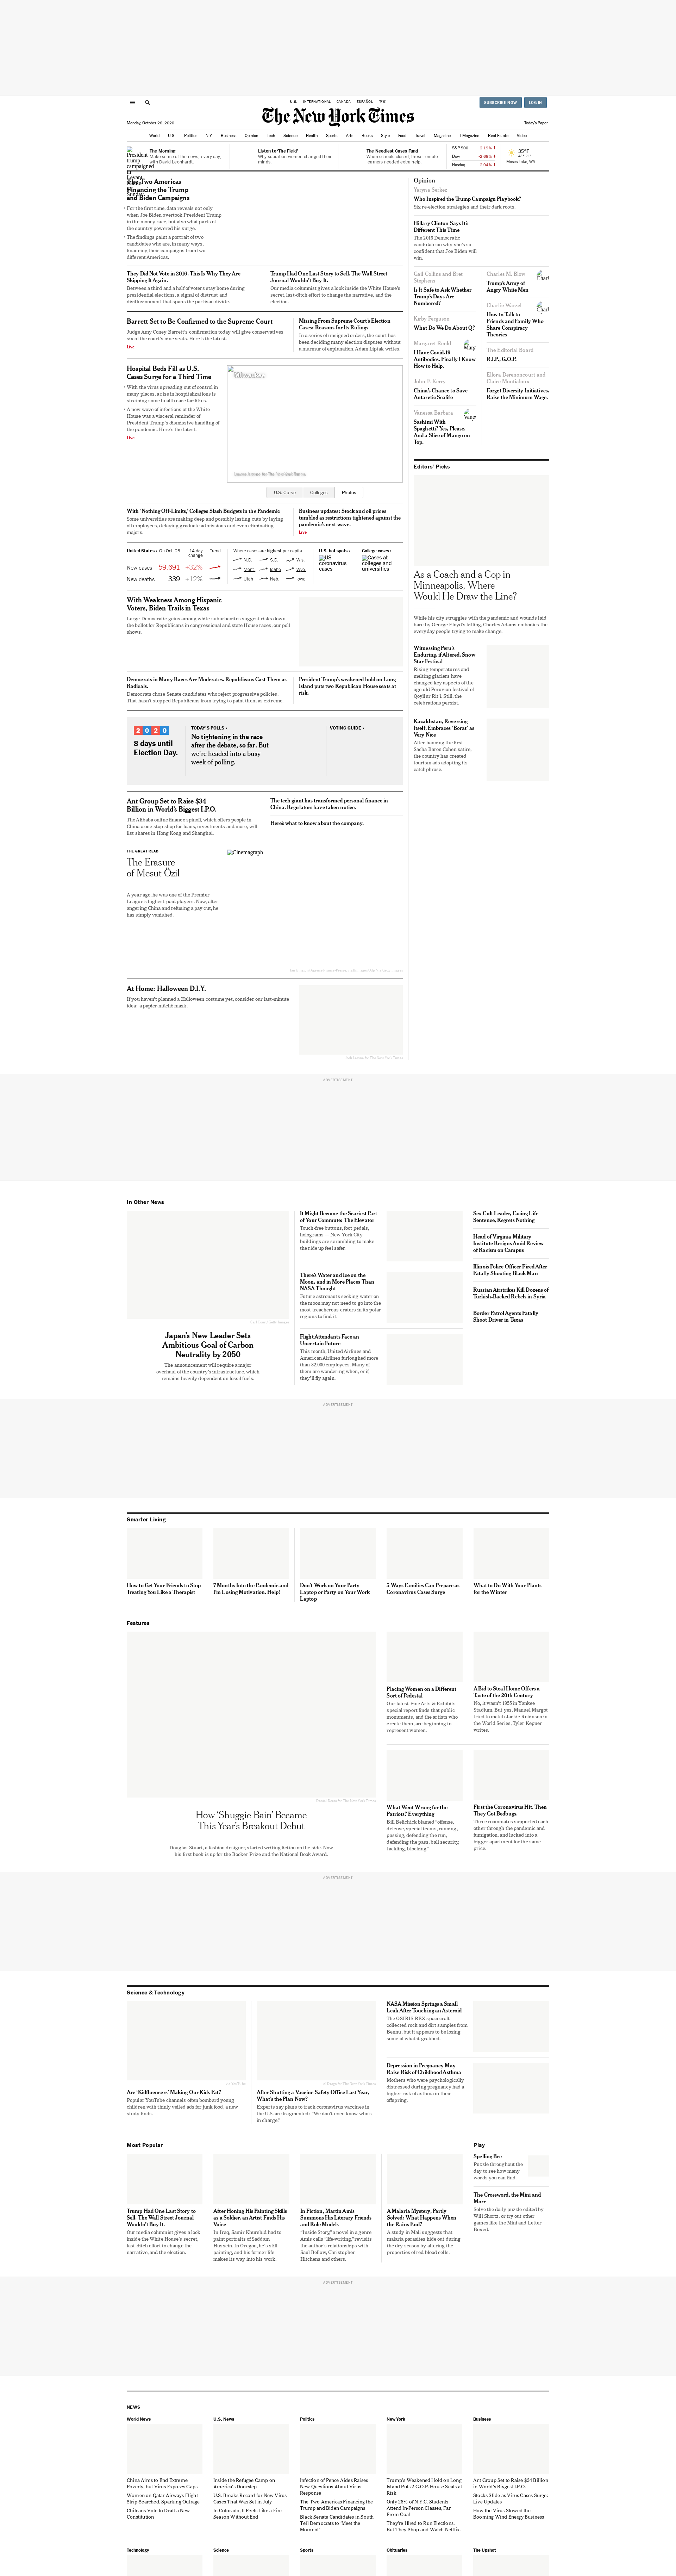 U.S. INTERNATIONAL CANADA ESPAÑOL 中文
SUBSCRIBE NOW LOG IN
The New York Times
Monday, October 26, 2020
Today's Paper
World U.S. Politics N.Y. Business Opinion Tech Science Health Sports Arts Books Style Food Travel Magazine T Magazine Real Estate Video
The Morning
Make sense of the news, every day, with David Leonhardt.
Listen to 'The Field'
Why suburban women changed their minds.
The Neediest Cases Fund
When schools closed, these remote learners needed extra help.
S&P 500
Dow
Nasdaq
35°F
Moses Lake, WA
The Two Americas
Financing the Trump
and Biden Campaigns
For the first time, data reveals not only
when Joe Biden overtook President Trump
in the money race, but also what parts of
the country powered his surge.
The findings paint a portrait of two
candidates who are, in many ways,
financing their campaigns from two
different Americas.
They Did Not Vote in 2016. This Is Why They Are
Skipping It Again.
Between a third and a half of voters stay home during
presidential elections, a signal of distrust and
disillusionment that spans the partisan divide.
Trump Had One Last Story to Sell. The Wall Street
Journal Wouldn't Buy It.
Our media columnist gives a look inside the White House's
secret, last-ditch effort to change the narrative, and the
election.
Barrett Set to Be Confirmed to the Supreme Court
Judge Amy Coney Barrett's confirmation today will give conservatives
six of the court's nine seats. Here's the latest.
Live
Missing From Supreme Court's Election
Cases: Reasons for Its Rulings
In a series of unsigned orders, the court has
been deciding many election disputes without
a murmur of explanation, Adam Liptak writes.
Hospital Beds Fill as U.S.
Cases Surge for a Third Time
With the virus spreading out of control in
many places, a rise in hospitalizations is
straining some health care facilities.
A new wave of infections at the White
House was a vivid reminder of
President Trump's dismissive handling of
the pandemic. Here's the latest.
Live
Milwaukee
Lauren Justice for The New York Times
U.S. Curve Colleges Photos
With 'Nothing Off-Limits,' Colleges Slash Budgets in the Pandemic
Some universities are making deep and possibly lasting cuts by laying
off employees, delaying graduate admissions and even eliminating
majors.
Business updates: Stock and oil prices
tumbled as restrictions tightened against the
pandemic's next wave.
Live
United States › On Oct. 25 14-day change Trend
New cases 59,691 +32%
New deaths 339 +12%
Where cases are highest per capita
N.D. S.D. Wis.
Mont. Idaho Wyo.
Utah Neb. Iowa
U.S. hot spots ›
US coronavirus cases
College cases ›
Cases at colleges and universities
With Weakness Among Hispanic
Voters, Biden Trails in Texas
Large Democratic gains among white suburbanites suggest risks down
the ballot for Republicans in congressional and state House races, our poll
shows.
Democrats in Many Races Are Moderates. Republicans Cast Them as
Radicals.
Democrats chose Senate candidates who reject progressive policies.
That hasn't stopped Republicans from trying to paint them as extreme.
President Trump's weakened hold on Long
Island puts two Republican House seats at
risk.
2020
8 days until
Election Day.
TODAY'S POLLS ›
No tightening in the race
after the debate, so far. But
we're headed into a busy
week of polling.
VOTING GUIDE ›
Ant Group Set to Raise $34
Billion in World's Biggest I.P.O.
The Alibaba online finance spinoff, which offers people in
China a one-stop shop for loans, investments and more, will
list shares in Hong Kong and Shanghai.
The tech giant has transformed personal finance in
China. Regulators have taken notice.
Here's what to know about the company.
THE GREAT READ
The Erasure
of Mesut Özil
A year ago, he was one of the Premier
League's highest-paid players. Now, after
angering China and refusing a pay cut, he
has simply vanished.
Cinemagraph
At Home: Halloween D.I.Y.
If you haven't planned a Halloween costume yet, consider our last-minute
idea: a papier-mâché mask.
Opinion
Yarysa Swiker
Who Inspired the Trump Campaign Playbook?
Six re-election strategies and their dark roots.
Hillary Clinton Says It's
Different This Time
The 2016 Democratic
candidate on why she's so
confident that Joe Biden will
win.
Gail Collins and Bret
Stephens
Is It Safe to Ask Whether
Trump's Days Are
Numbered?
Kirby Ferguson
What Do We Do About Q?
Margaret Renkl
I Have Covid-19
Antibodies. Finally I Know
How to Help.
John F. Kerry
China's Chance to Save
Antarctic Sealife
Vanessa Barbara
Sashimi With
Spaghetti? Yes, Please.
And a Slice of Mango on
Top.
Charles M. Blow
Trump's Army of
Angry White Men
Charlie Warzel
How to Talk to
Friends and Family Who
Share Conspiracy
Theories
The Editorial Board
R.I.P., G.O.P.
Ellora Derenoncourt and
Claire Montialoux
Forget Diversity Initiatives,
Raise the Minimum Wage.
Editors' Picks
As a Coach and a Cop in
Minneapolis, Where
Would He Draw the Line?
While his city struggles with the pandemic and wounds laid
bare by George Floyd's killing, Charles Adams embodies the
everyday people trying to make change.
Witnessing Peru's
Enduring, if Altered, Snow
Star Festival
Rising temperatures and
melting glaciers have
changed key aspects of the
age-old Peruvian festival of
Qoyllur Rit'i. Still, the
celebrations persist.
Kazakhstan, Reversing
Itself, Embraces 'Borat' as
Very Nice
After banning the first
Sacha Baron Cohen satire,
the country has created
tourism ads adopting its
catchphrase.
ADVERTISEMENT
In Other News
Japan's New Leader Sets
Ambitious Goal of Carbon
Neutrality by 2050
The announcement will require a major
overhaul of the country's infrastructure, which
remains heavily dependent on fossil fuels.
It Might Become the Scariest Part
of Your Commute: The Elevator
Touch-free buttons, foot pedals,
holograms — New York City
buildings are scrambling to make
the ride up feel safer.
There's Water and Ice on the
Moon, and in More Places Than
NASA Thought
Future astronauts seeking water on
the moon may not need to go into the
most treacherous craters in its polar
regions to find it.
Flight Attendants Face an
Uncertain Future
This month, United Airlines and
American Airlines furloughed more
than 32,000 employees. Many of
them are wondering when, or if,
they'll fly again.
Sex Cult Leader, Facing Life
Sentence, Regrets Nothing
Head of Virginia Military
Institute Resigns Amid Review
of Racism on Campus
Illinois Police Officer Fired After
Fatally Shooting Black Man
Russian Airstrikes Kill Dozens of
Turkish-Backed Rebels in Syria
Border Patrol Agents Fatally
Shoot Driver in Texas
ADVERTISEMENT
Smarter Living
How to Get Your Friends to Stop
Treating You Like a Therapist
7 Months Into the Pandemic and
I'm Losing Motivation. Help!
Don't Work on Your Party
Laptop or Party on Your Work
Laptop
5 Ways Families Can Prepare as
Coronavirus Cases Surge
What to Do With Your Plants
for the Winter
Features
How 'Shuggie Bain' Became
This Year's Breakout Debut
Douglas Stuart, a fashion designer, started writing fiction on the side. Now
his first book is up for the Booker Prize and the National Book Award.
Placing Women on a Different
Sort of Pedestal
Our latest Fine Arts & Exhibits
special report finds that public
monuments, and the artists who
create them, are beginning to
represent women.
A Bid to Steal Home Offers a
Taste of the 20th Century
No, it wasn't 1955 in Yankee
Stadium. But yes, Manuel Margot
tried to match Jackie Robinson in
the World Series, Tyler Kepner
writes.
What Went Wrong for the
Patriots? Everything
Bill Belichick blamed "offense,
defense, special teams, running,
passing, defending the run,
defending the pass, ball security,
tackling, blocking."
First the Coronavirus Hit. Then
They Got Bedbugs.
Three roommates supported each
other through the pandemic and
fumigation, and locked into a
bigger apartment for the same
price.
ADVERTISEMENT
Science & Technology
Are 'Kidfluencers' Making Our Kids Fat?
Popular YouTube channels often bombard young
children with thinly veiled ads for junk food, a new
study finds.
After Shutting a Vaccine Safety Office Last Year,
What's the Plan Now?
Experts say plans to track coronavirus vaccines in
the U.S. are fragmented: "We don't even know who's
in charge."
NASA Mission Springs a Small
Leak After Touching an Asteroid
The OSIRIS-REX spacecraft
collected rock and dirt samples from
Bennu, but it appears to be losing
some of what it grabbed.
Depression in Pregnancy May
Raise Risk of Childhood Asthma
Mothers who were psychologically
distressed during pregnancy had a
higher risk of asthma in their
offspring.
Most Popular
Trump Had One Last Story to
Sell. The Wall Street Journal
Wouldn't Buy It.
Our media columnist gives a look
inside the White House's secret,
last-ditch effort to change the
narrative, and the election.
After Honing His Painting Skills
as a Soldier, an Artist Finds His
Voice
In Iraq, Samir Khurshid had to
paint portraits of Saddam
Hussein. In Oregon, he's still
painting, and his former life
makes its way into his work.
In Fiction, Martin Amis
Summons His Literary Friends
and Role Models
"Inside Story," a novel in a genre
Amis calls "life-writing," revisits
the author's relationships with
Saul Bellow, Christopher
Hitchens and others.
A Malaria Mystery, Partly
Solved: What Happens When
the Rains End?
A study in Mali suggests that
malaria parasites hide out during
the dry season by altering the
properties of red blood cells.
Play
Spelling Bee
Puzzle throughout the
day to see how many
words you can find.
The Crossword, the Mini and
More
Solve the daily puzzle edited by
Will Shortz, or try out other
games like the Mini and Letter
Boxed.
ADVERTISEMENT
NEWS
World News
China Aims to End Extreme
Poverty, but Virus Exposes Gaps
Women on Qatar Airways Flight
Strip-Searched, Sparking Outrage
Chileans Vote to Draft a New
Constitution
U.S. News
Inside the Refugee Camp on
America's Doorstep
U.S. Breaks Record for New Virus
Cases That Was Set in July
In Colorado, It Feels Like a Fire
Season Without End
Politics
Infection of Pence Aides Raises
New Questions About Virus
Response
The Two Americas Financing the
Trump and Biden Campaigns
Black Senate Candidates in South
Tell Democrats to 'Meet the
Moment'
New York
Trump's Weakened Hold on Long
Island Puts 2 G.O.P. House Seats at
Risk
Only 26% of N.Y.C. Students
Attend In-Person Classes, Far
From Goal
They're Hired to Run Elections.
But They Shop and Watch Netflix.
Business
Ant Group Set to Raise $34 Billion
in World's Biggest I.P.O.
Stocks Slide as Virus Cases Surge:
Live Updates
How the Virus Slowed the
Booming Wind Energy Business
Technology
Science
Sports
Obituaries
The Upshot